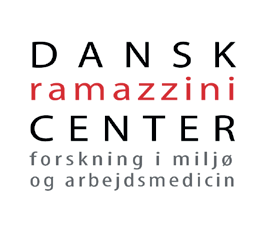 DANSK
ramazzini
CENTER
forskning i miljø
og arbejdsmedicin